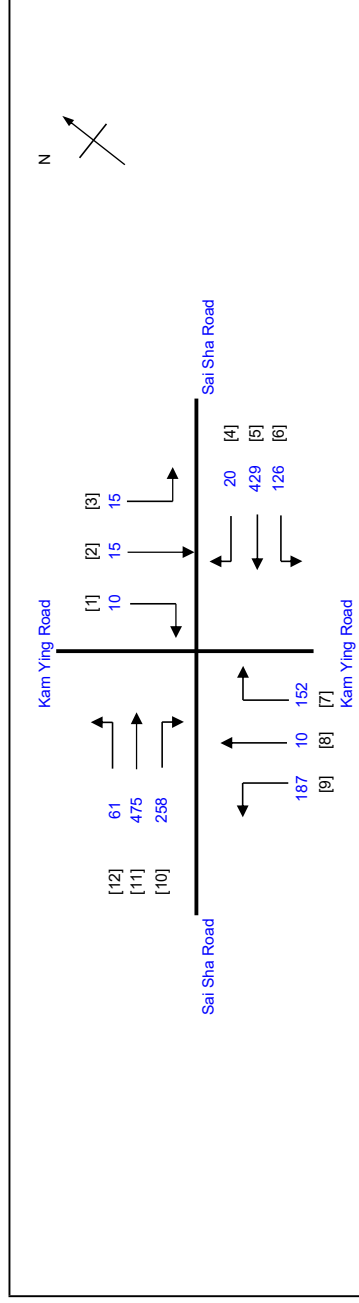 N
Kam Ying Road
[1] [2] [3]
10 15 15
[12] 61
[11] 475
[10] 258
Sai Sha Road
Sai Sha Road
20 [4]
429 [5]
126 [6]
187 10 152
[9] [8] [7]
Kam Ying Road